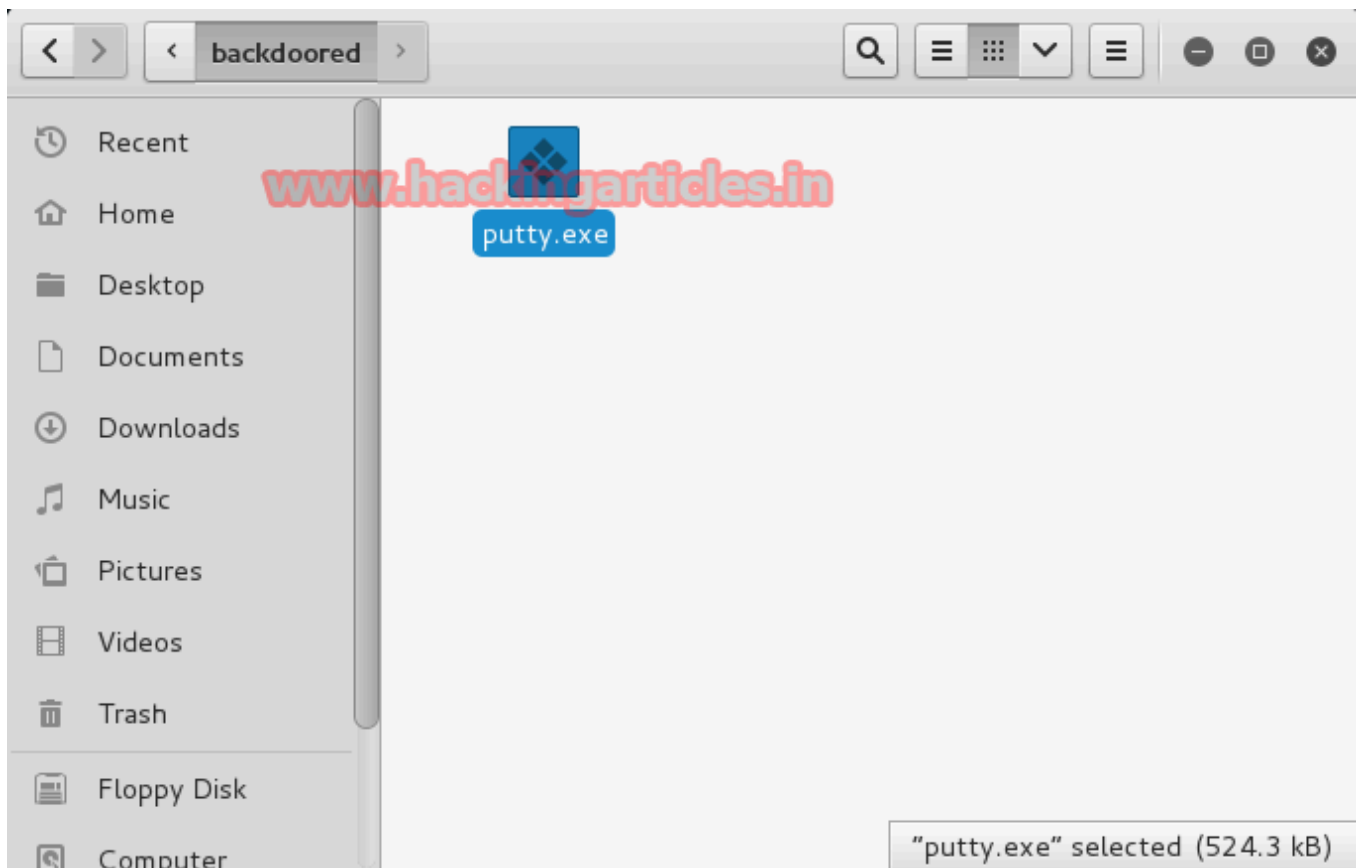 backdoored
Recent
Home
Desktop
Documents
Downloads
Music
Pictures
Videos
Trash
Floppy Disk
Computer
www.hackingarticles.in
putty.exe
"putty.exe" selected (524.3 kB)